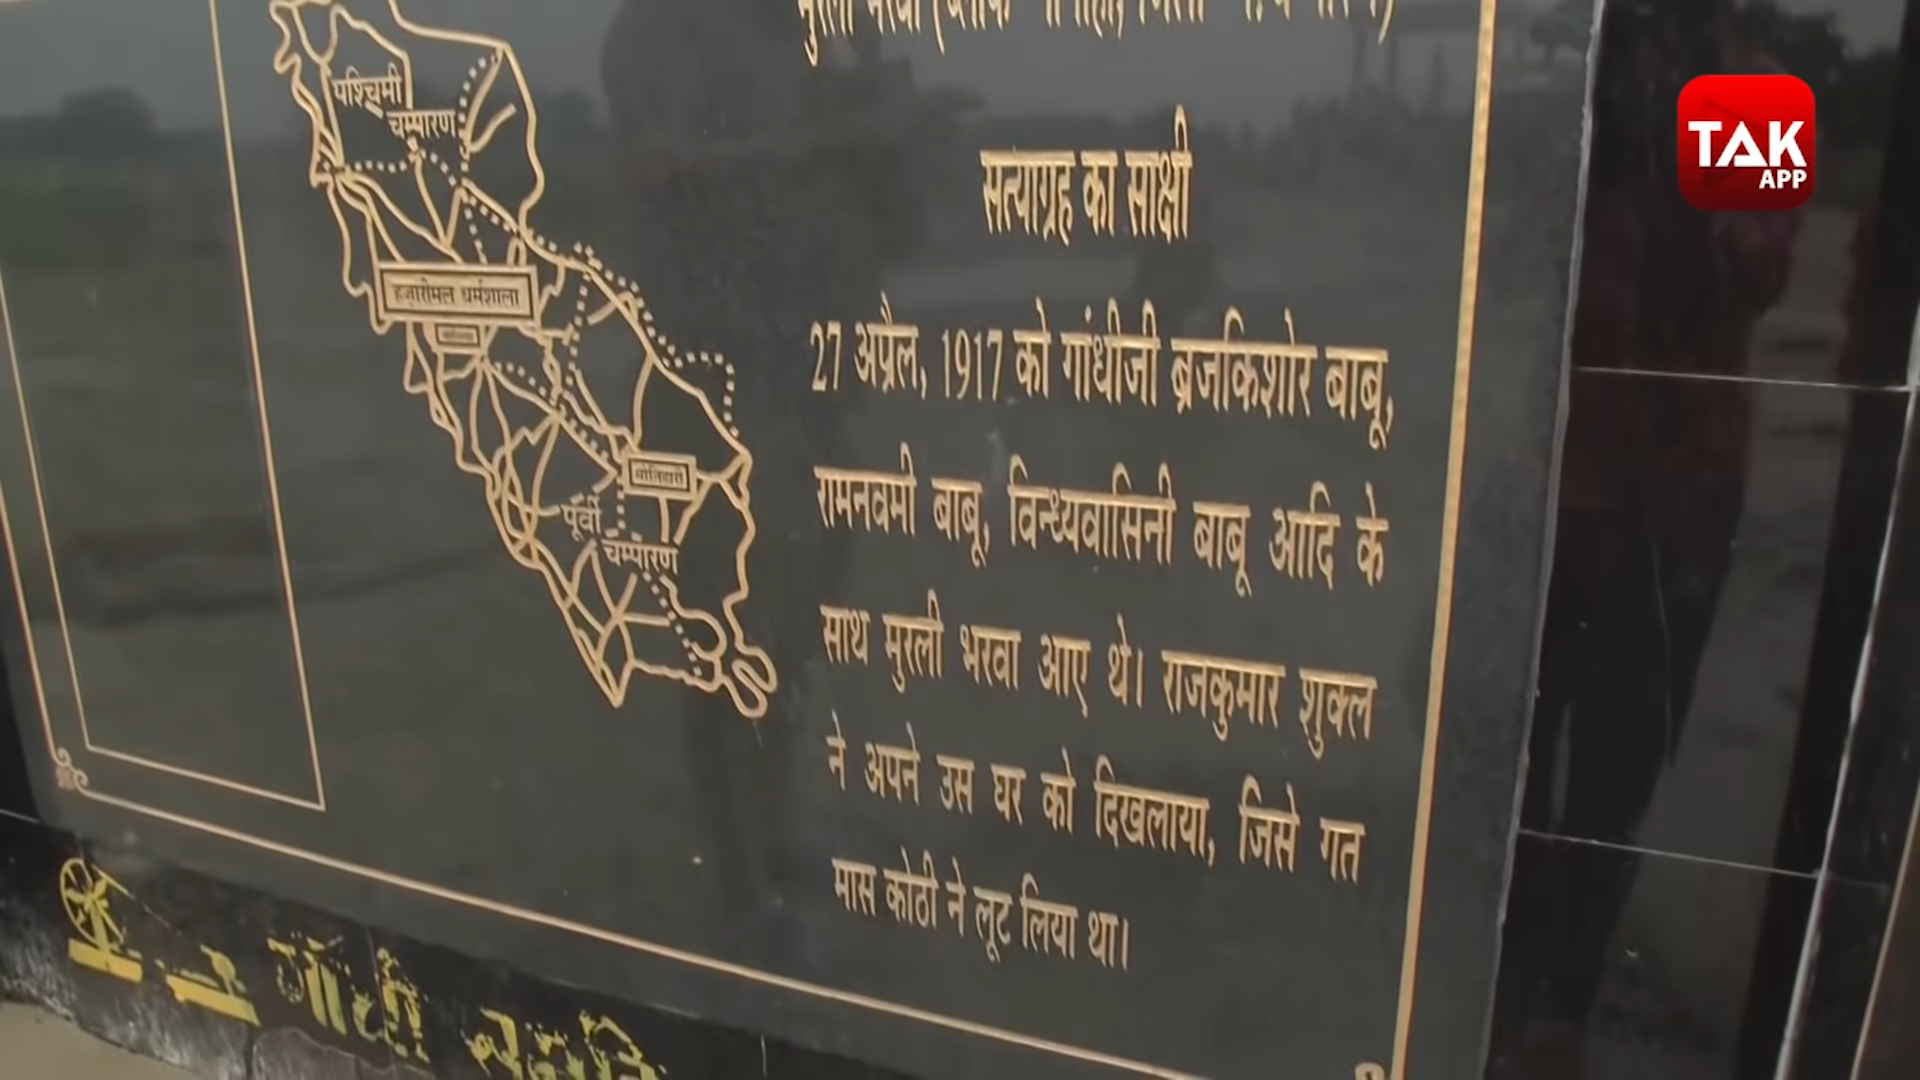 सत्याग्रह का साक्षी
27 अप्रैल, 1917 को गांधीजी ब्रजकिशोर बाबू,
रामनवमी बाबू, विन्ध्यवासिनी बाबू आदि के
साथ मुरली भरवा आए थे। राजकुमार शुक्ल
ने अपने उस घर को दिखलाया, जिसे गत
मास कोठी ने लूट लिया था।
पश्चिमी
चम्पारण
हजारीमल धर्मशाला
मोतिहारी
पूर्वी
चम्पारण
TAK
APP